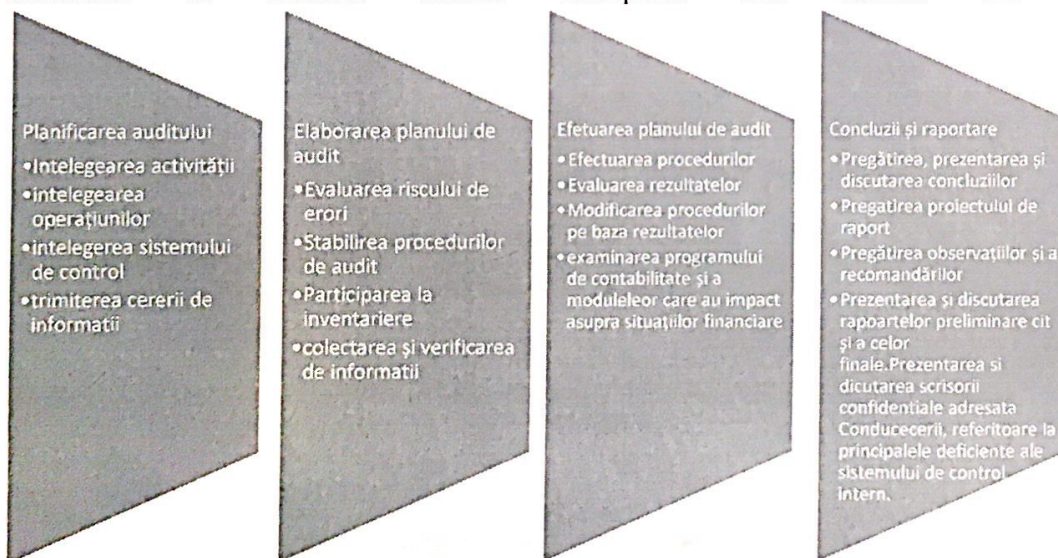 Planificarea auditului
•Intelegearea activității
•intelegearea
operațiunilor
•intelegerea sistemului
de control
•trimiterea cererii de
informatii
Elaborarea planului de
audit
•Evaluarea riscului de
erori
•Stabilirea procedurilor
de audit
•Participarea la
inventariere
•colectarea și verificarea
de informatii
Efetuarea planului de audit
•Efectuarea procedurilor
•Evaluarea rezultatelor
•Modificarea procedurilor
pe baza rezultatelor
•examinarea programului
de contabilitate și a
moduleleor care au impact
asupra situațiilor financiare
Concluzii și raportare
•Pregătirea, prezentarea și
discutarea concluziilor
•Pregatirea proiectului de
raport
•Pregătirea observațiilor și a
recomandărilor
•Prezentarea și discutarea
rapoartelor preliminare cit
și a celor
finale.Prezentarea si
dicutarea scrisorii
confidentiale adresata
Conducecerii, referitoare la
principalele deficiente ale
sistemului de control
intern.